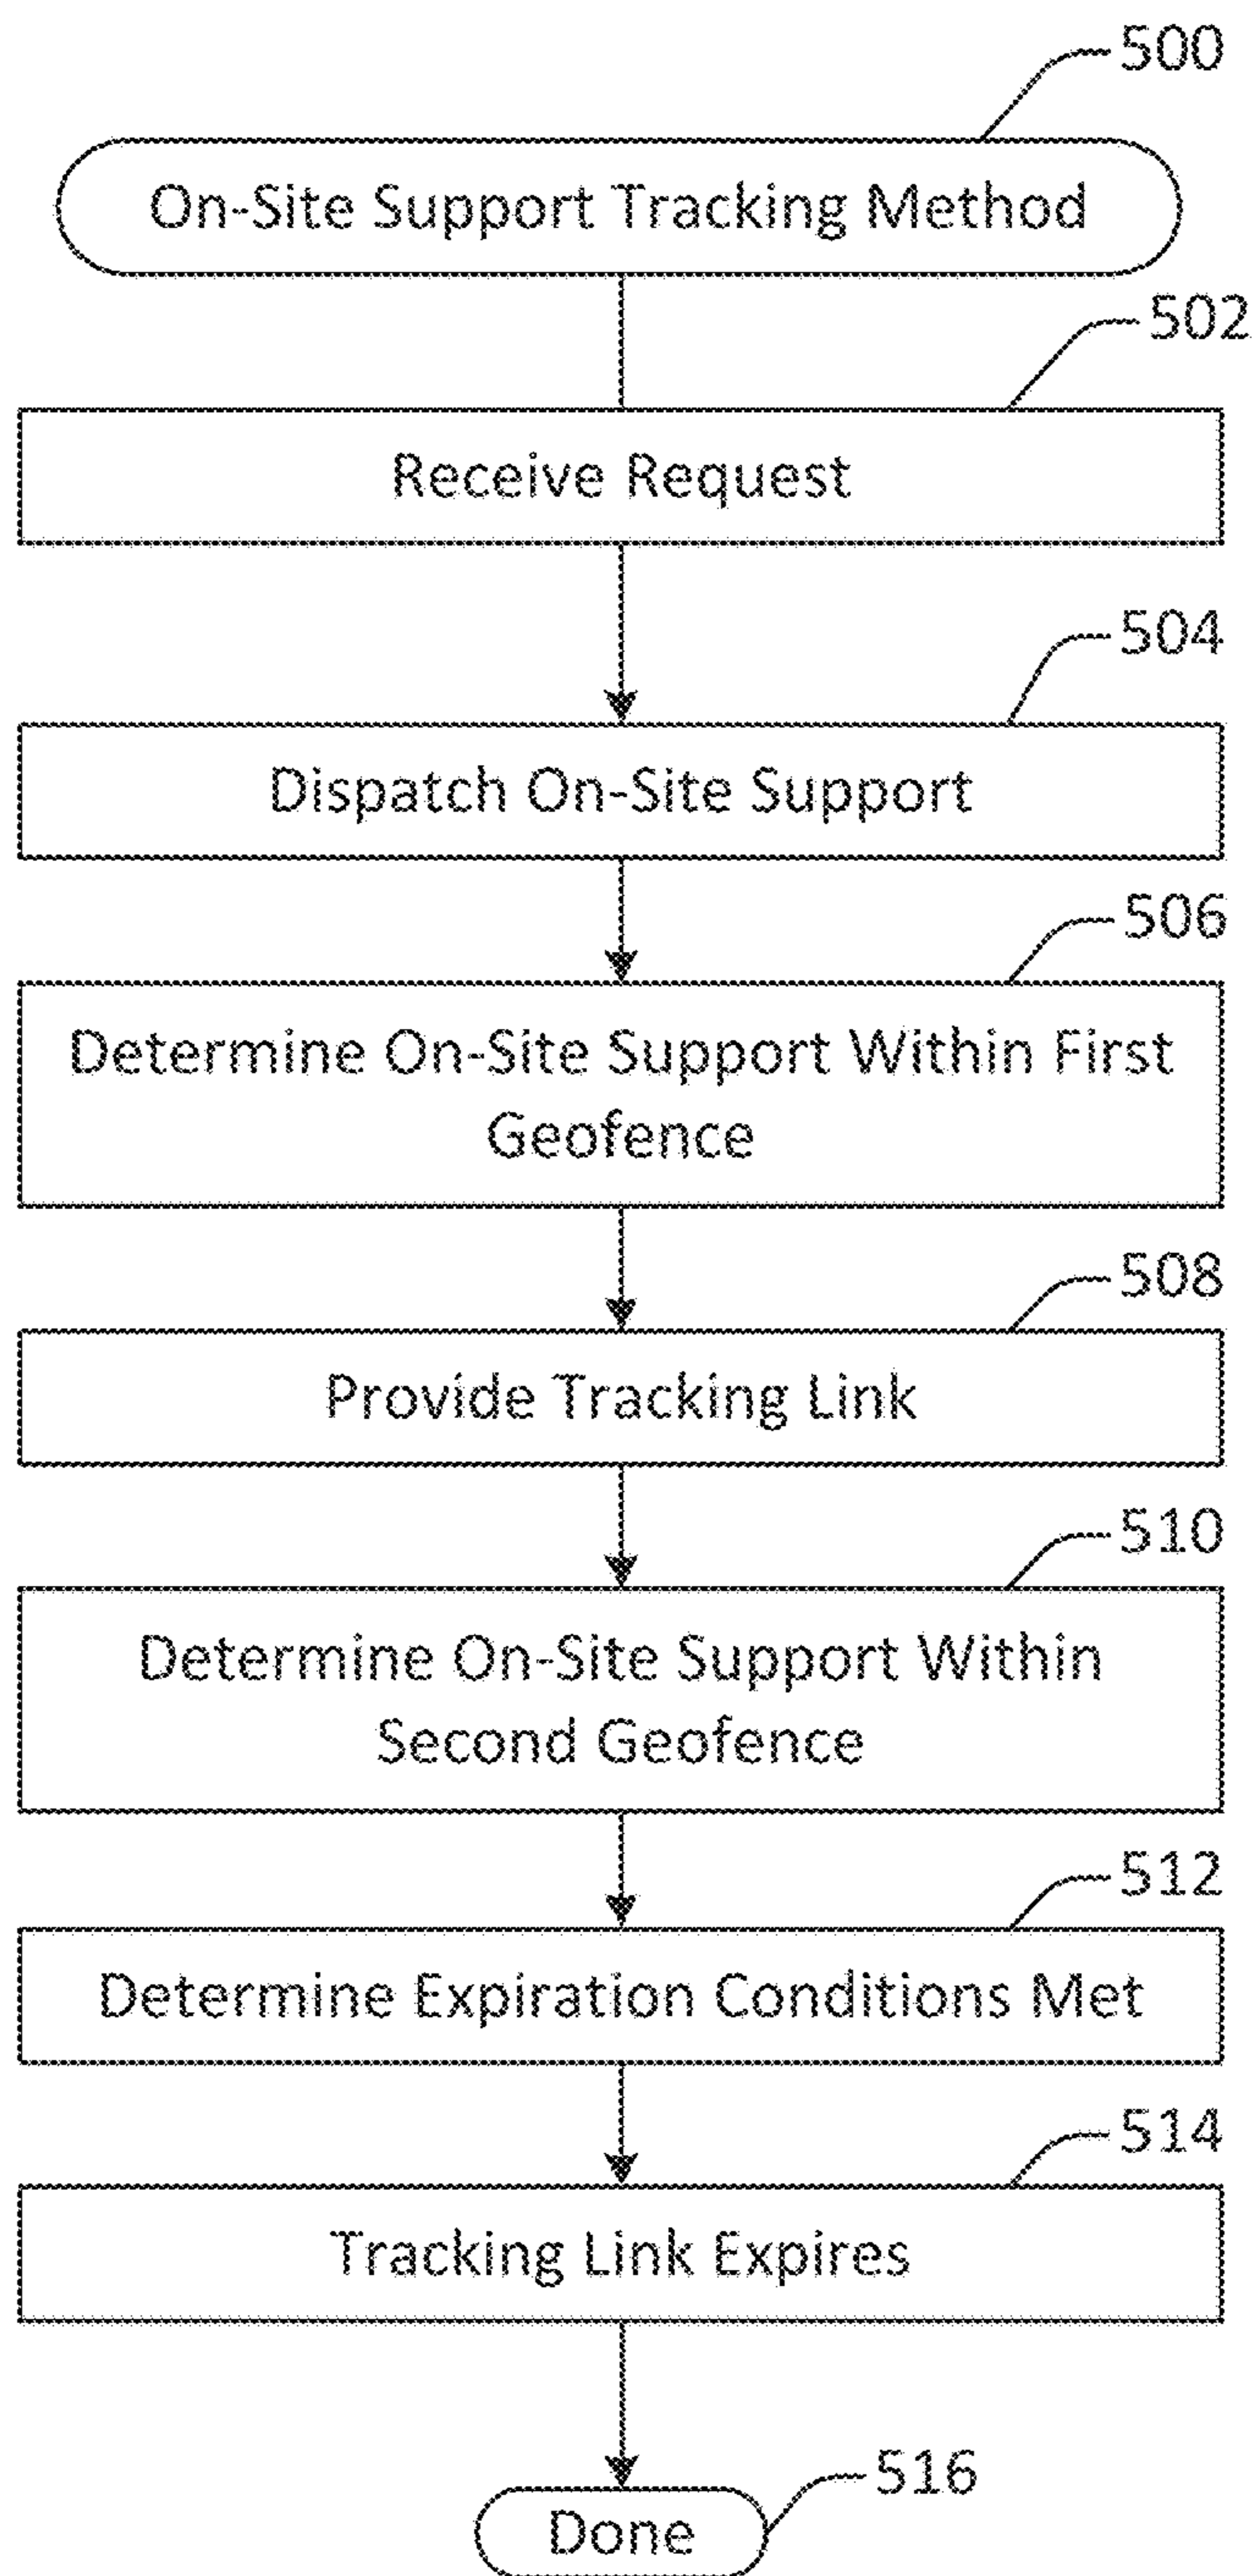 500
On-Site Support Tracking Method
502
Receive Request
504
Dispatch On-Site Support
506
Determine On-Site Support Within First
Geofence
508
Provide Tracking Link
510
Determine On-Site Support Within
Second Geofence
512
Determine Expiration Conditions Met
514
Tracking Link Expires
516
Done